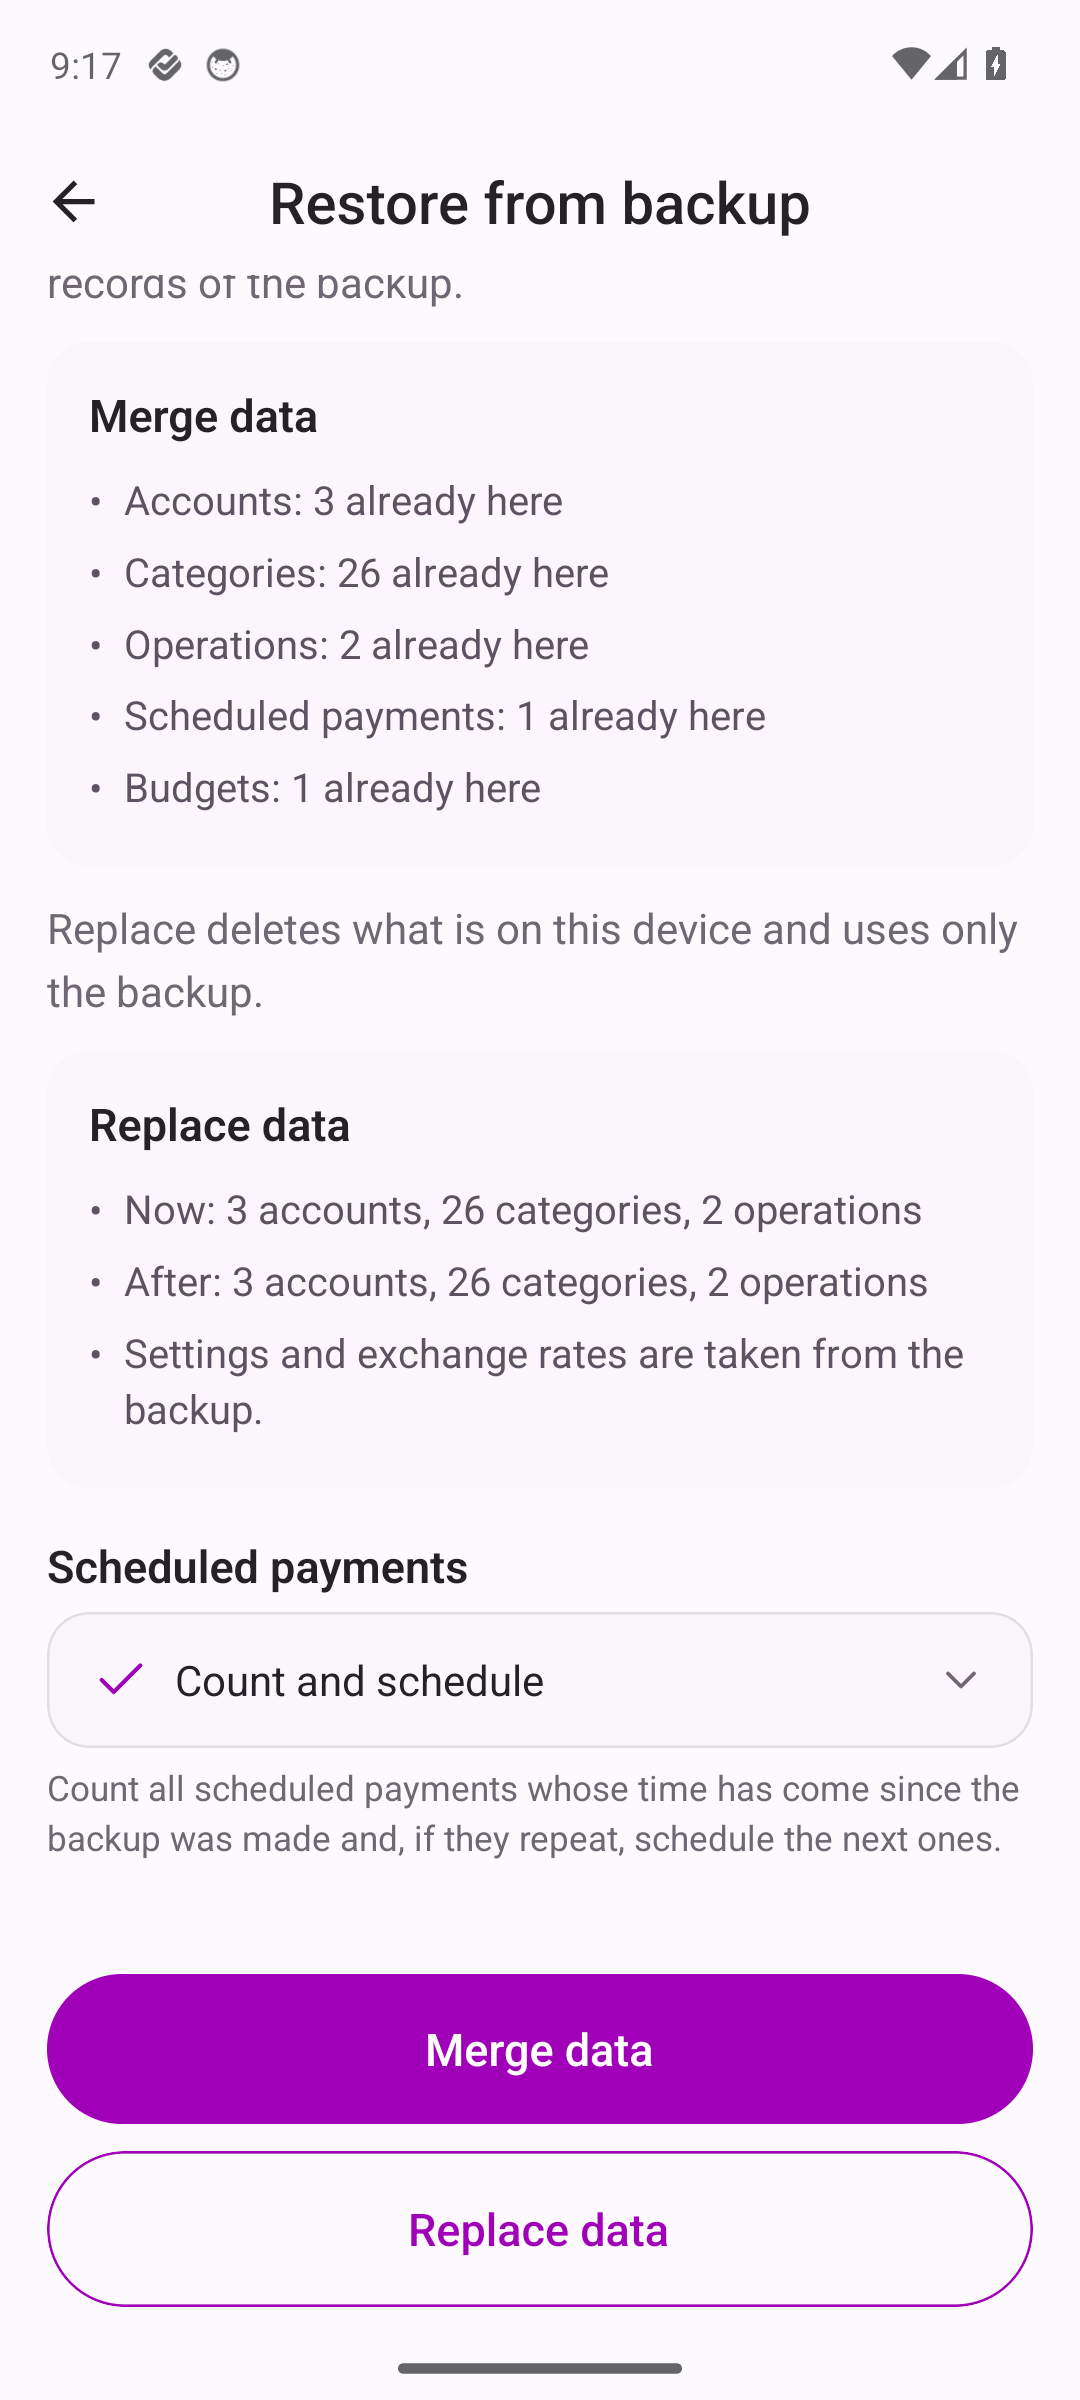 9:17
Restore from backup
records of the backup.
Merge data
• Accounts: 3 already here
• Categories: 26 already here
• Operations: 2 already here
• Scheduled payments: 1 already here
• Budgets: 1 already here
Replace deletes what is on this device and uses only
the backup.
Replace data
• Now: 3 accounts, 26 categories, 2 operations
• After: 3 accounts, 26 categories, 2 operations
• Settings and exchange rates are taken from the
backup.
Scheduled payments
Count and schedule
Count all scheduled payments whose time has come since the
backup was made and, if they repeat, schedule the next ones.
Merge data
Replace data